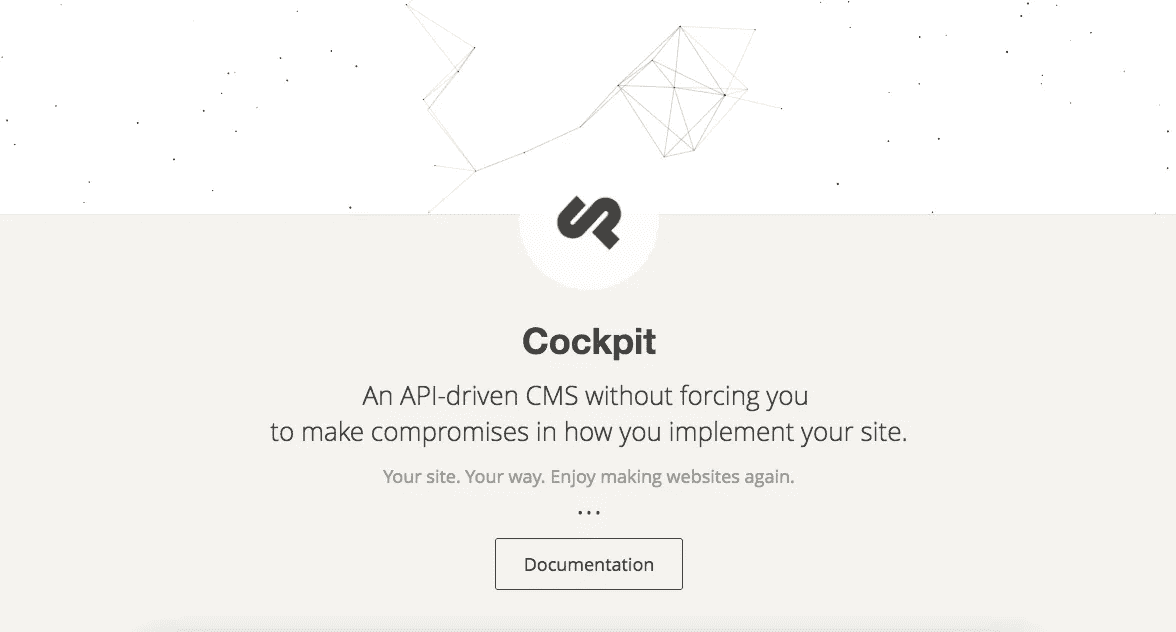 Cockpit
An API-driven CMS without forcing you
to make compromises in how you implement your site.
Your site. Your way. Enjoy making websites again.
...
Documentation